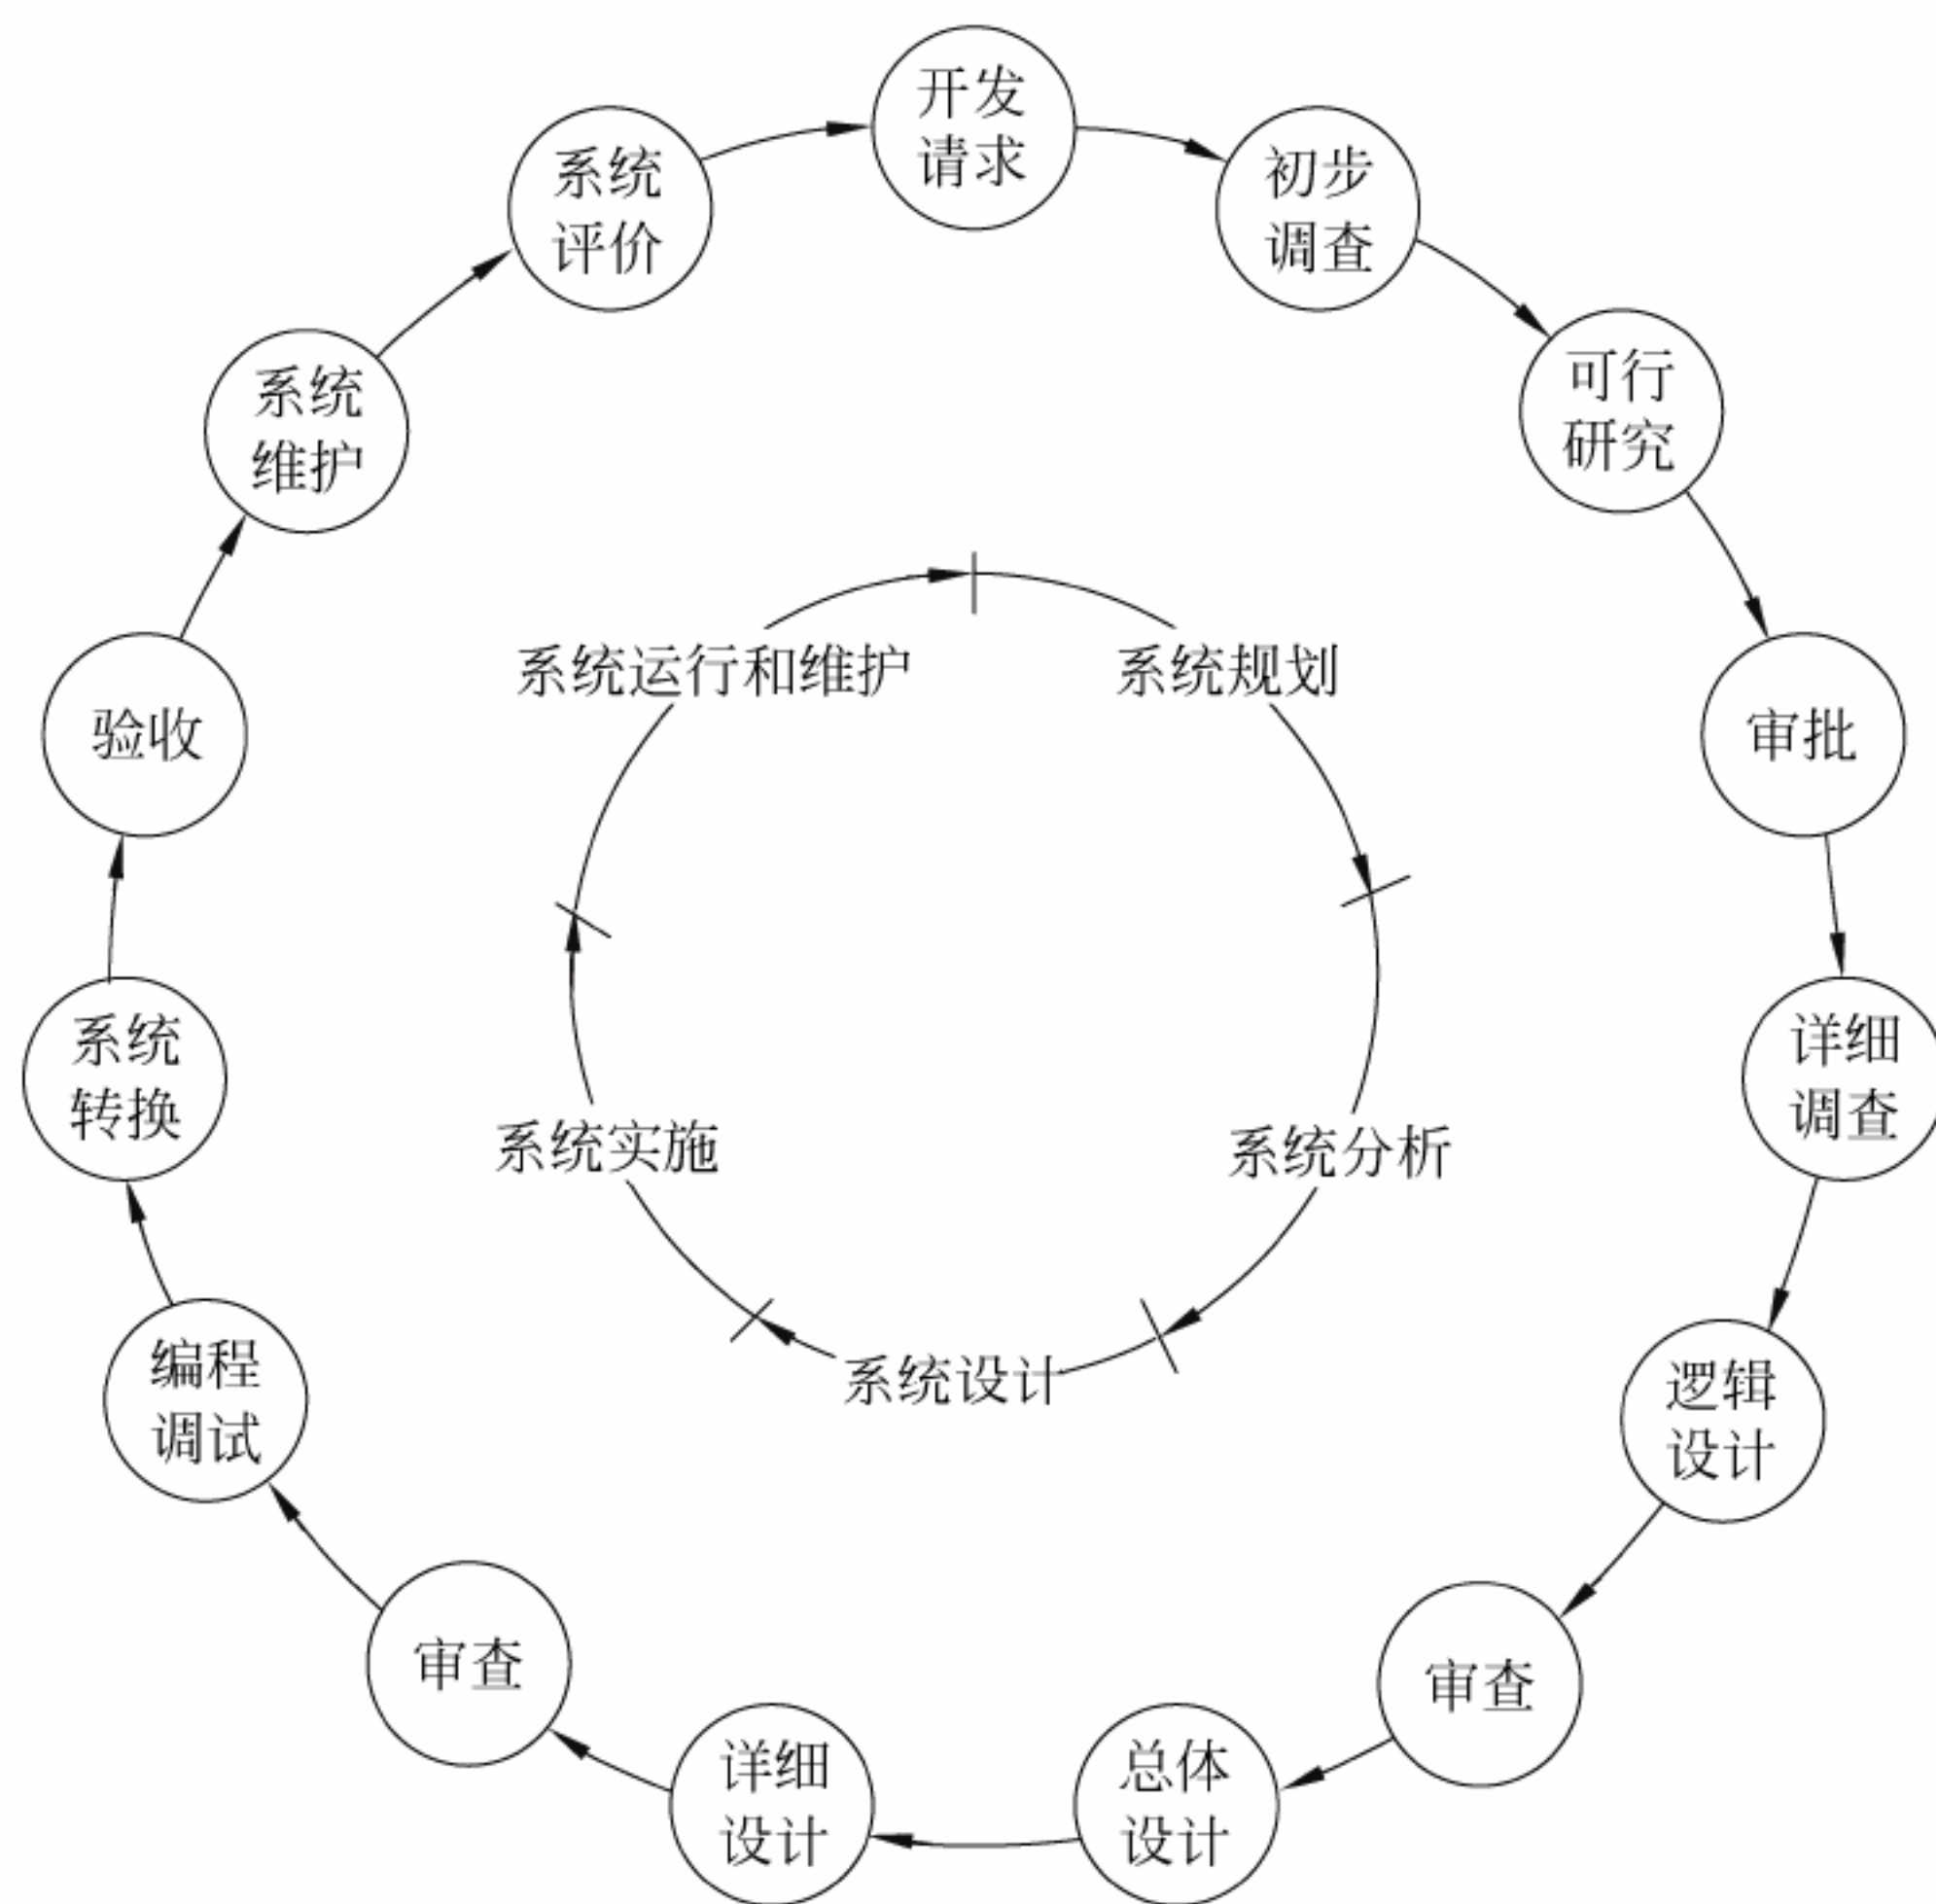 开发
请求
初步
调查
可行
研究
审批
详细
调查
逻辑
设计
审查
总体
设计
详细
设计
审查
编程
调试
系统
转换
验收
系统
维护
系统
评价
系统规划
系统分析
系统设计
系统实施
系统运行和维护